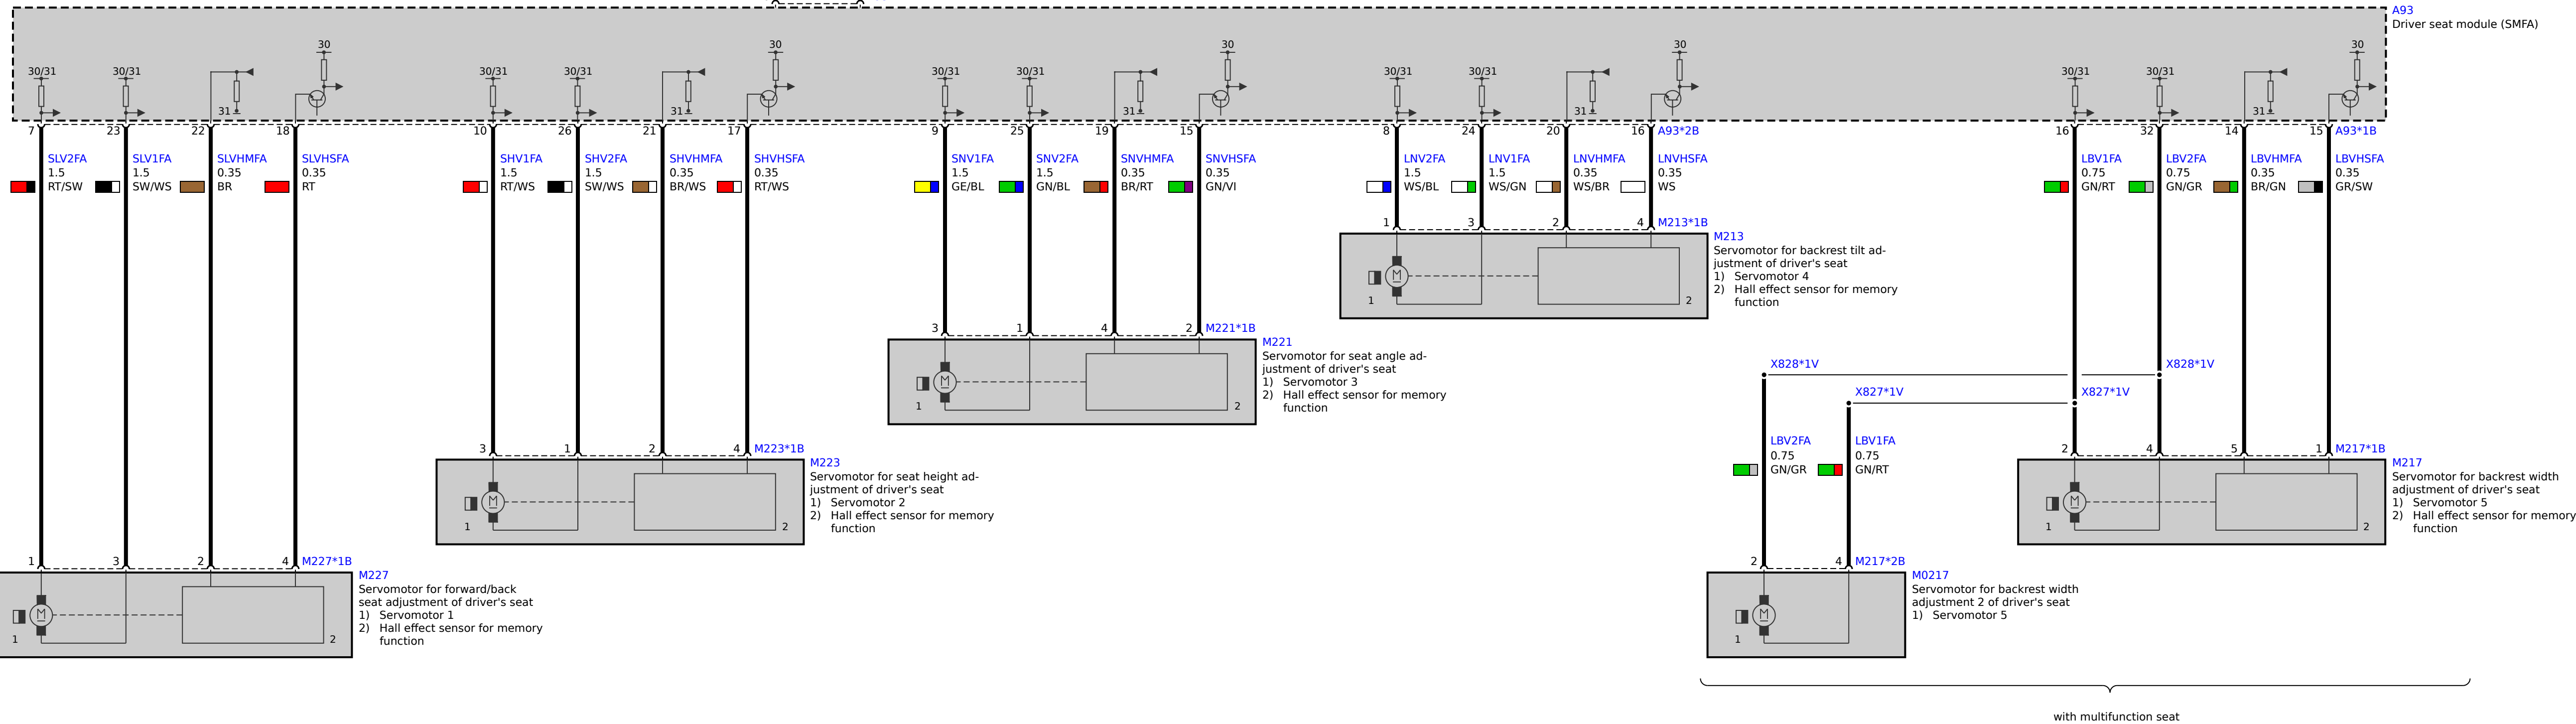 A93
Driver seat module (SMFA)
30 30 30 30 30
30/31 30/31 30/31 30/31 30/31 30/31 30/31 30/31 30/31 30/31
31 31 31 31 31
7 23 22 18 10 26 21 17 9 25 19 15 8 24 20 16 A93*2B 16 32 14 15 A93*1B
SLV2FA SLV1FA SLVHMFA SLVHSFA SHV1FA SHV2FA SHVHMFA SHVHSFA SNV1FA SNV2FA SNVHMFA SNVHSFA LNV2FA LNV1FA LNVHMFA LNVHSFA LBV1FA LBV2FA LBVHMFA LBVHSFA
1.5 1.5 0.35 0.35 1.5 1.5 0.35 0.35 1.5 1.5 0.35 0.35 1.5 1.5 0.35 0.35 0.75 0.75 0.35 0.35
RT/SW SW/WS BR RT RT/WS SW/WS BR/WS RT/WS GE/BL GN/BL BR/RT GN/VI WS/BL WS/GN WS/BR WS GN/RT GN/GR BR/GN GR/SW
1 3 2 4 M213*1B
M213
Servomotor for backrest tilt ad-
justment of driver's seat
1) Servomotor 4
2) Hall effect sensor for memory
function
M
1 2
3 1 4 2 M221*1B
M221
Servomotor for seat angle ad-
justment of driver's seat
1) Servomotor 3
2) Hall effect sensor for memory
function
M
1 2
X828*1V X828*1V
X827*1V X827*1V
LBV2FA LBV1FA
0.75 0.75
GN/GR GN/RT
3 1 2 4 M223*1B
M223
Servomotor for seat height ad-
justment of driver's seat
1) Servomotor 2
2) Hall effect sensor for memory
function
M
1 2
2 4 5 1 M217*1B
M217
Servomotor for backrest width
adjustment of driver's seat
1) Servomotor 5
2) Hall effect sensor for memory
function
M
1 2
1 3 2 4 M227*1B
M227
Servomotor for forward/back
seat adjustment of driver's seat
1) Servomotor 1
2) Hall effect sensor for memory
function
M
1 2
2 4 M217*2B
M0217
Servomotor for backrest width
adjustment 2 of driver's seat
1) Servomotor 5
M
1
with multifunction seat